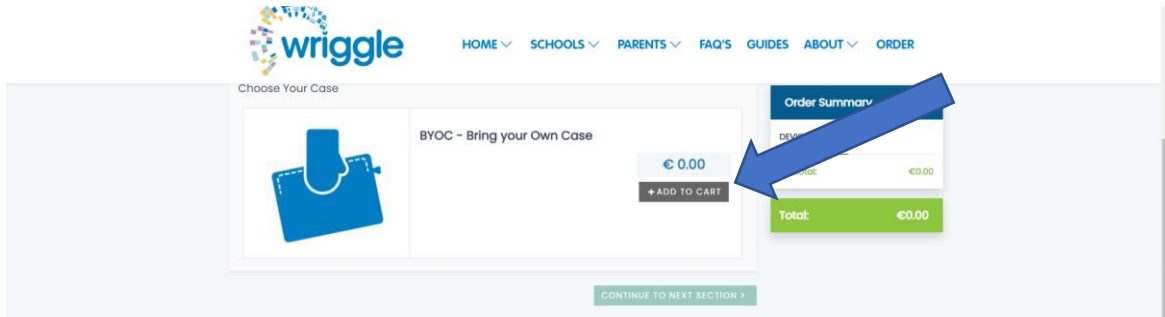 wriggle
HOME SCHOOLS PARENTS FAQ'S GUIDES ABOUT ORDER
Choose Your Case
Order Summary
BYOC - Bring your Own Case
€ 0.00
+ ADD TO CART
€0.00
Total: €0.00
CONTINUE TO NEXT SECTION >